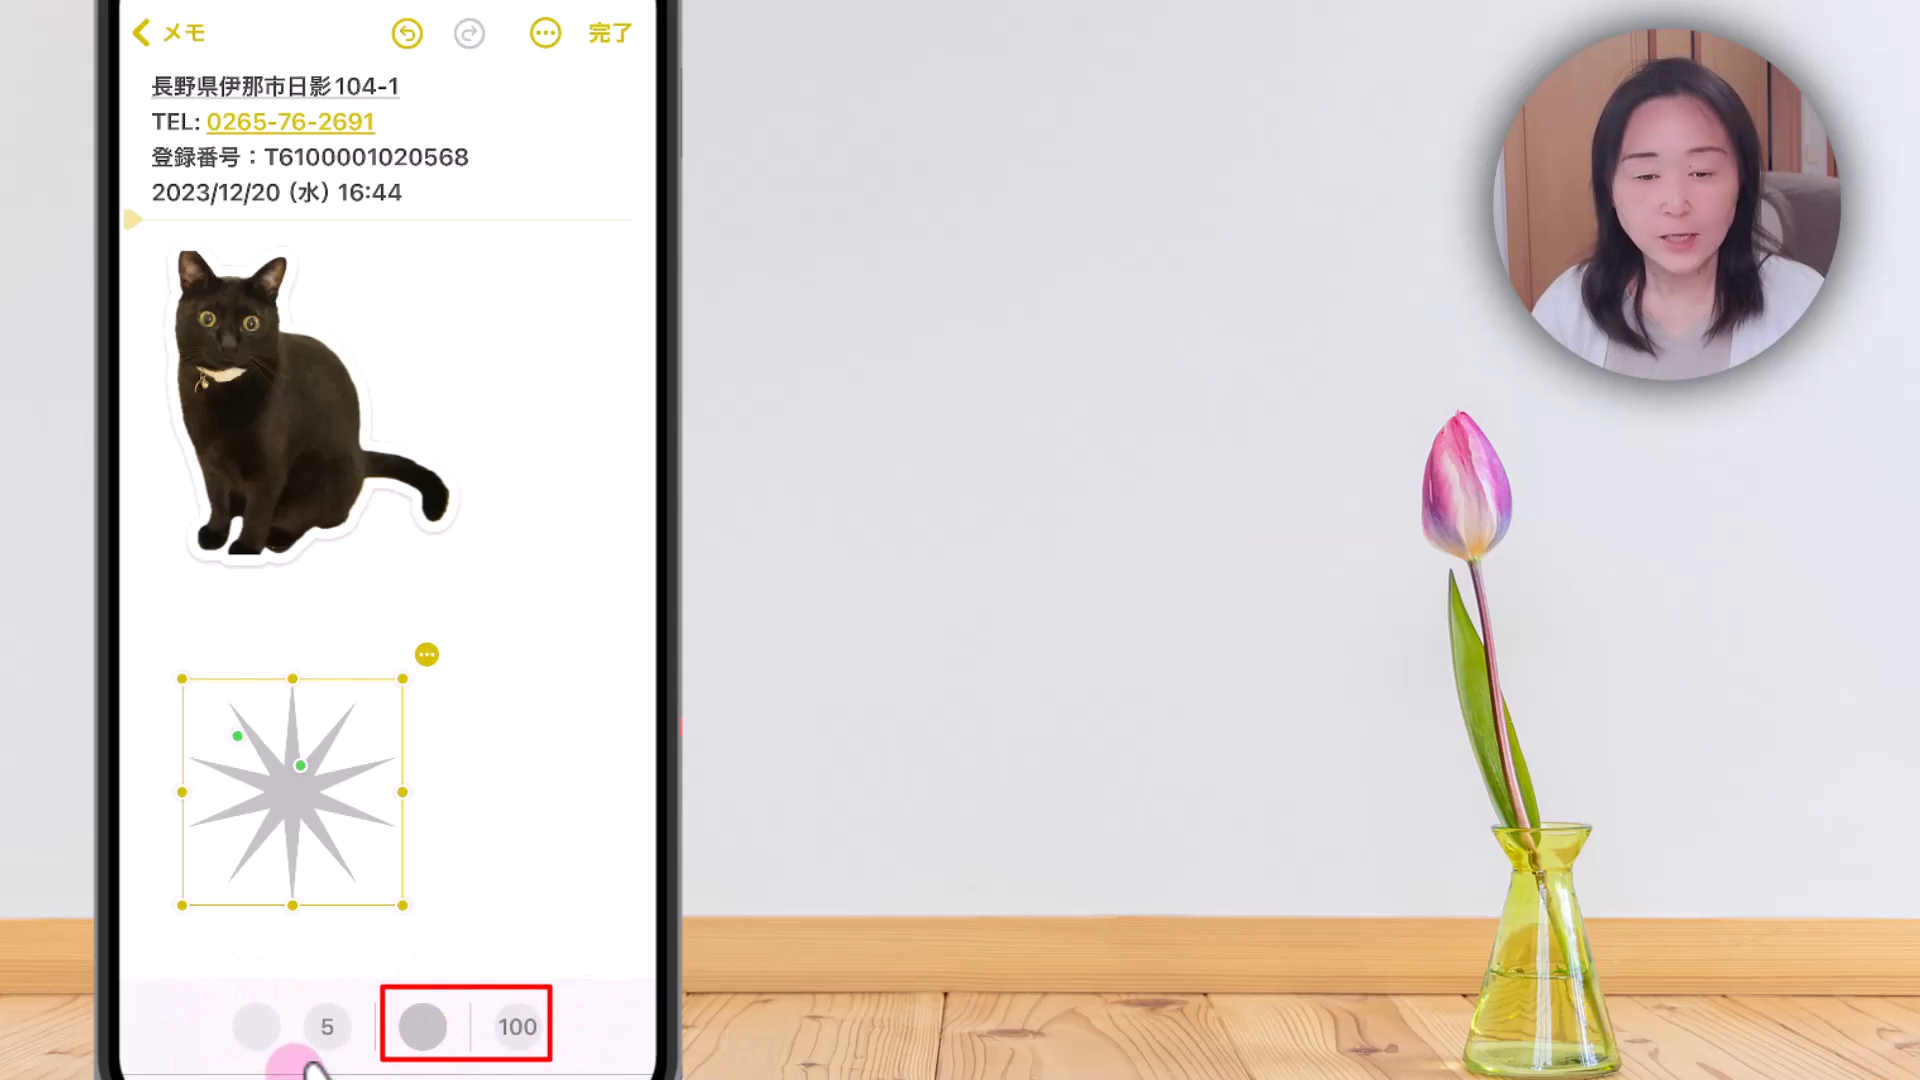 メモ
完了
長野県伊那市日影104-1
TEL: 0265-76-2691
登録番号：T6100001020568
2023/12/20 (水) 16:44
5
100